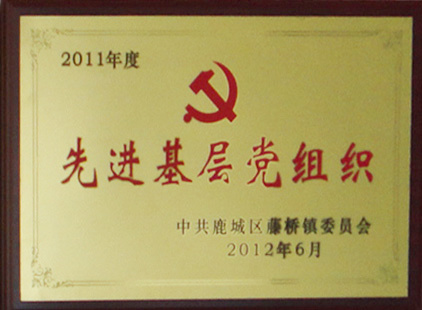 2011年度
先进基层党组织
中共鹿城区藤桥镇委员会
2012年6月